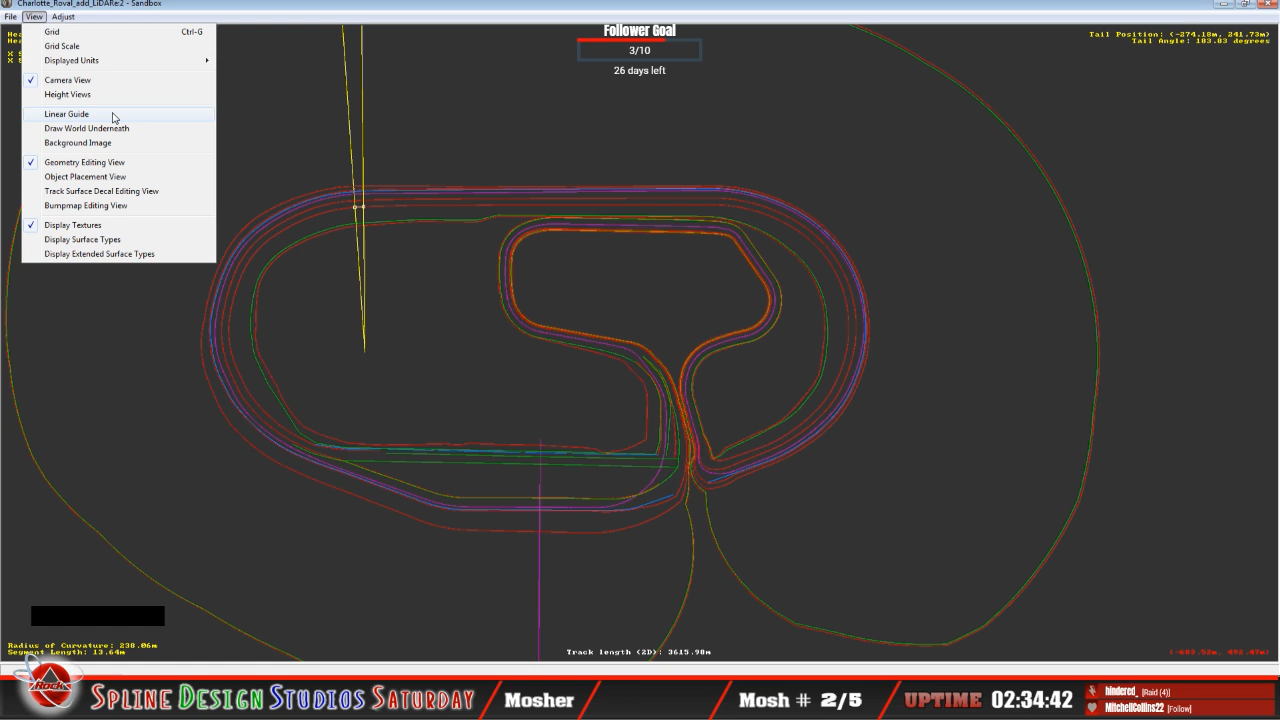 Charlotte_Roval_add_LiDARe:2 - Sandbox
File View Adjust
Grid Ctrl-G
Grid Scale
Displayed Units
Camera View
Height Views
Linear Guide
Draw World Underneath
Background Image
Geometry Editing View
Object Placement View
Track Surface Decal Editing View
Bumpmap Editing View
Display Textures
Display Surface Types
Display Extended Surface Types
Follower Goal
3/10
26 days left
Tail Position: (-274.18m, 241.73m)
Tail Angle: 183.83 degrees
Radius of Curvature: 238.06m
Segment Length: 13.64m
Track length (2D): 3615.98m
Spline Design Studios Saturday
Mosher
Mosh # 2/5
UPTIME 02:34:42
hindered_ [Raid (4)]
MitchellCollins22 [Follow]